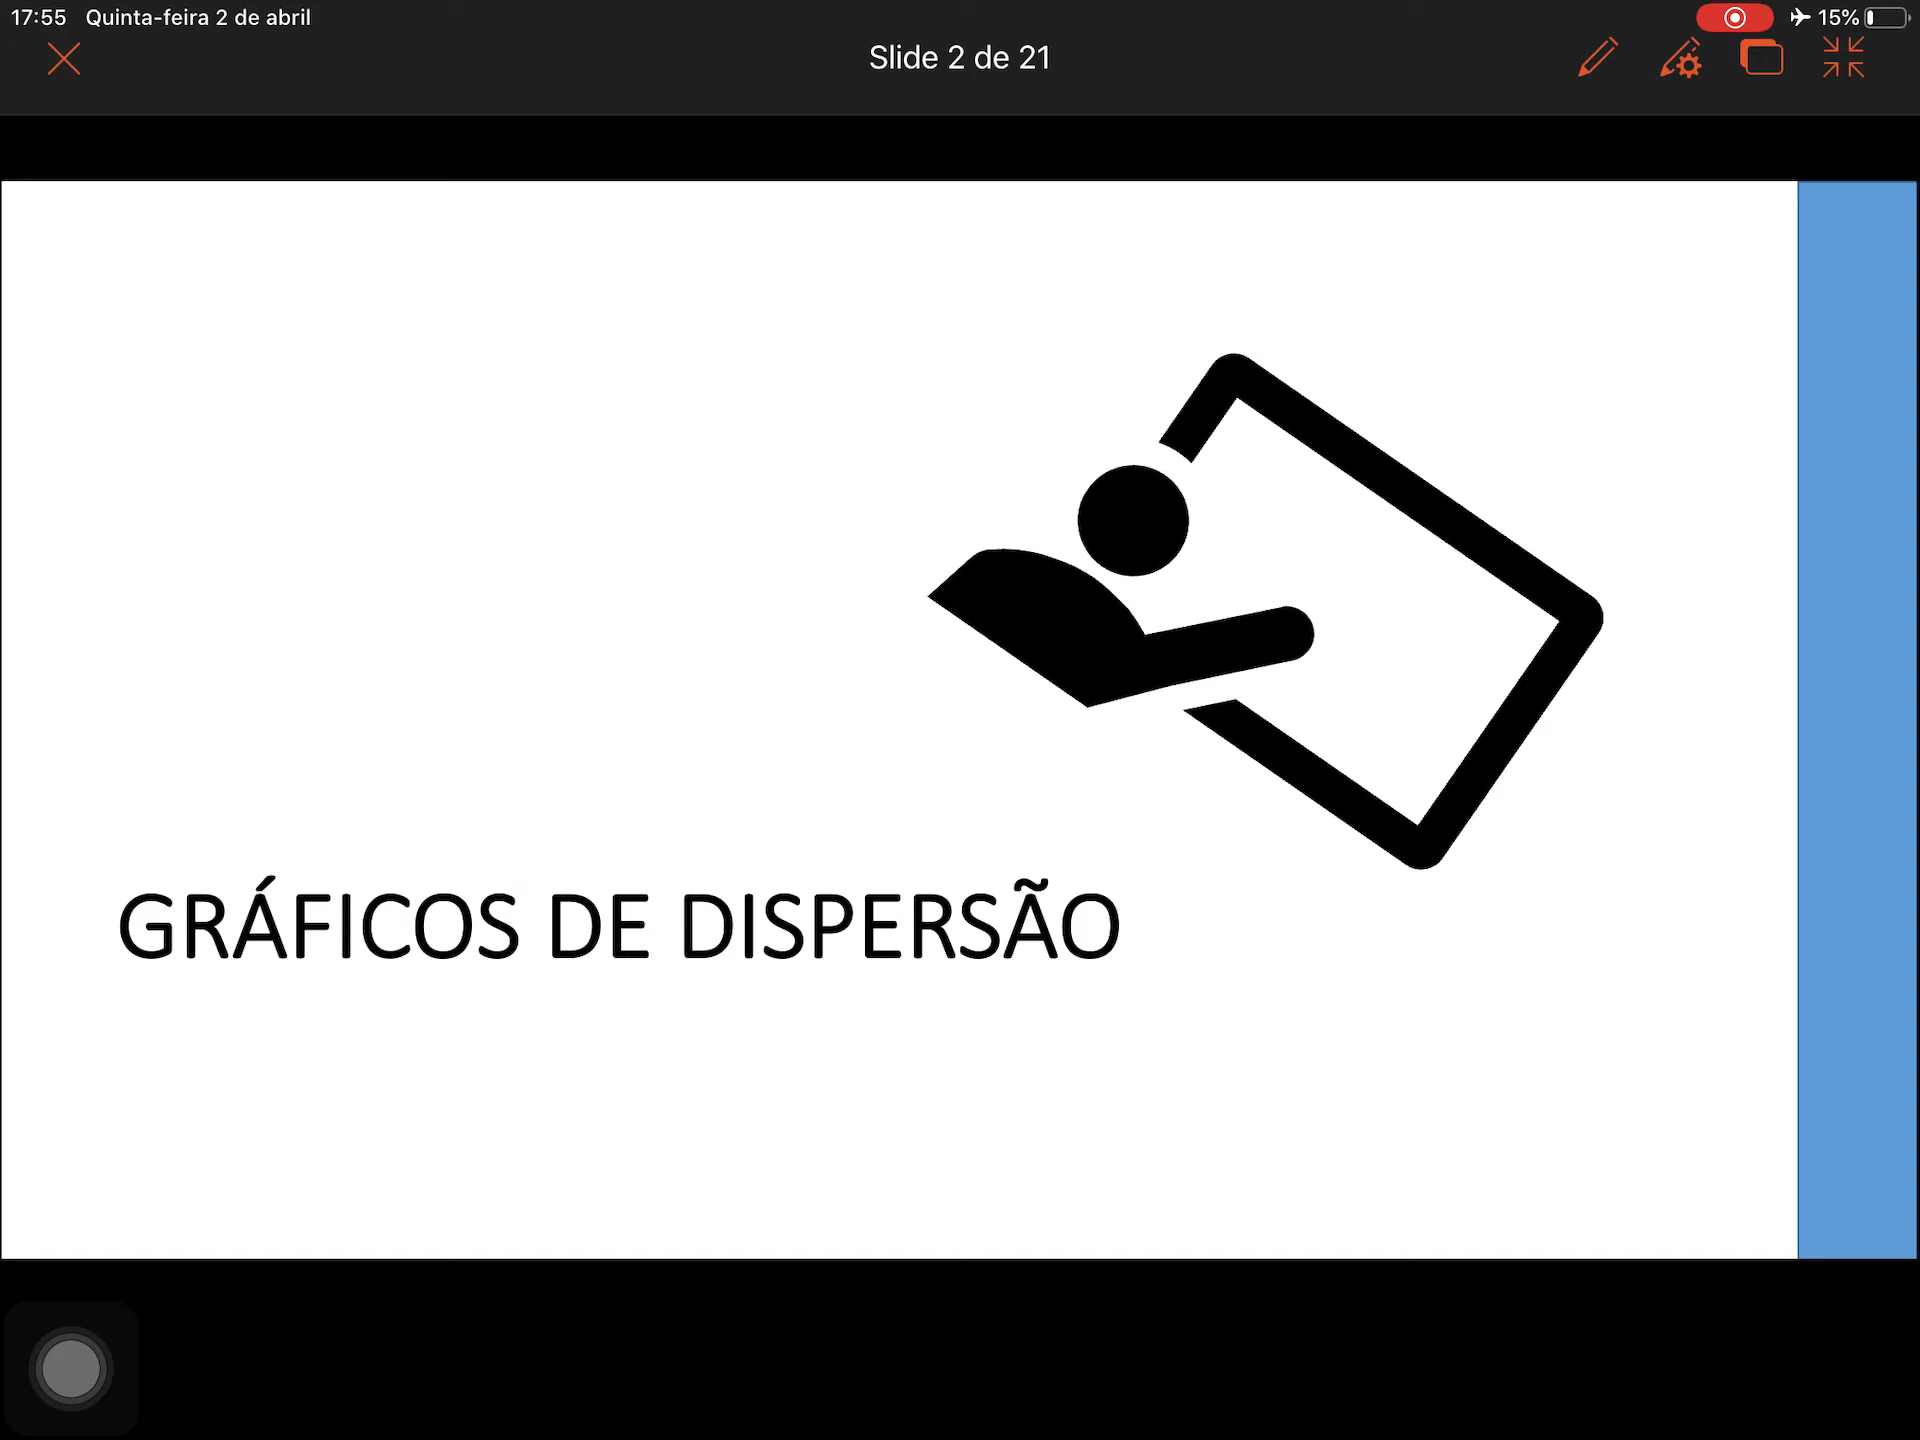 17:55 Quinta-feira 2 de abril
15%
Slide 2 de 21
GRÁFICOS DE DISPERSÃO